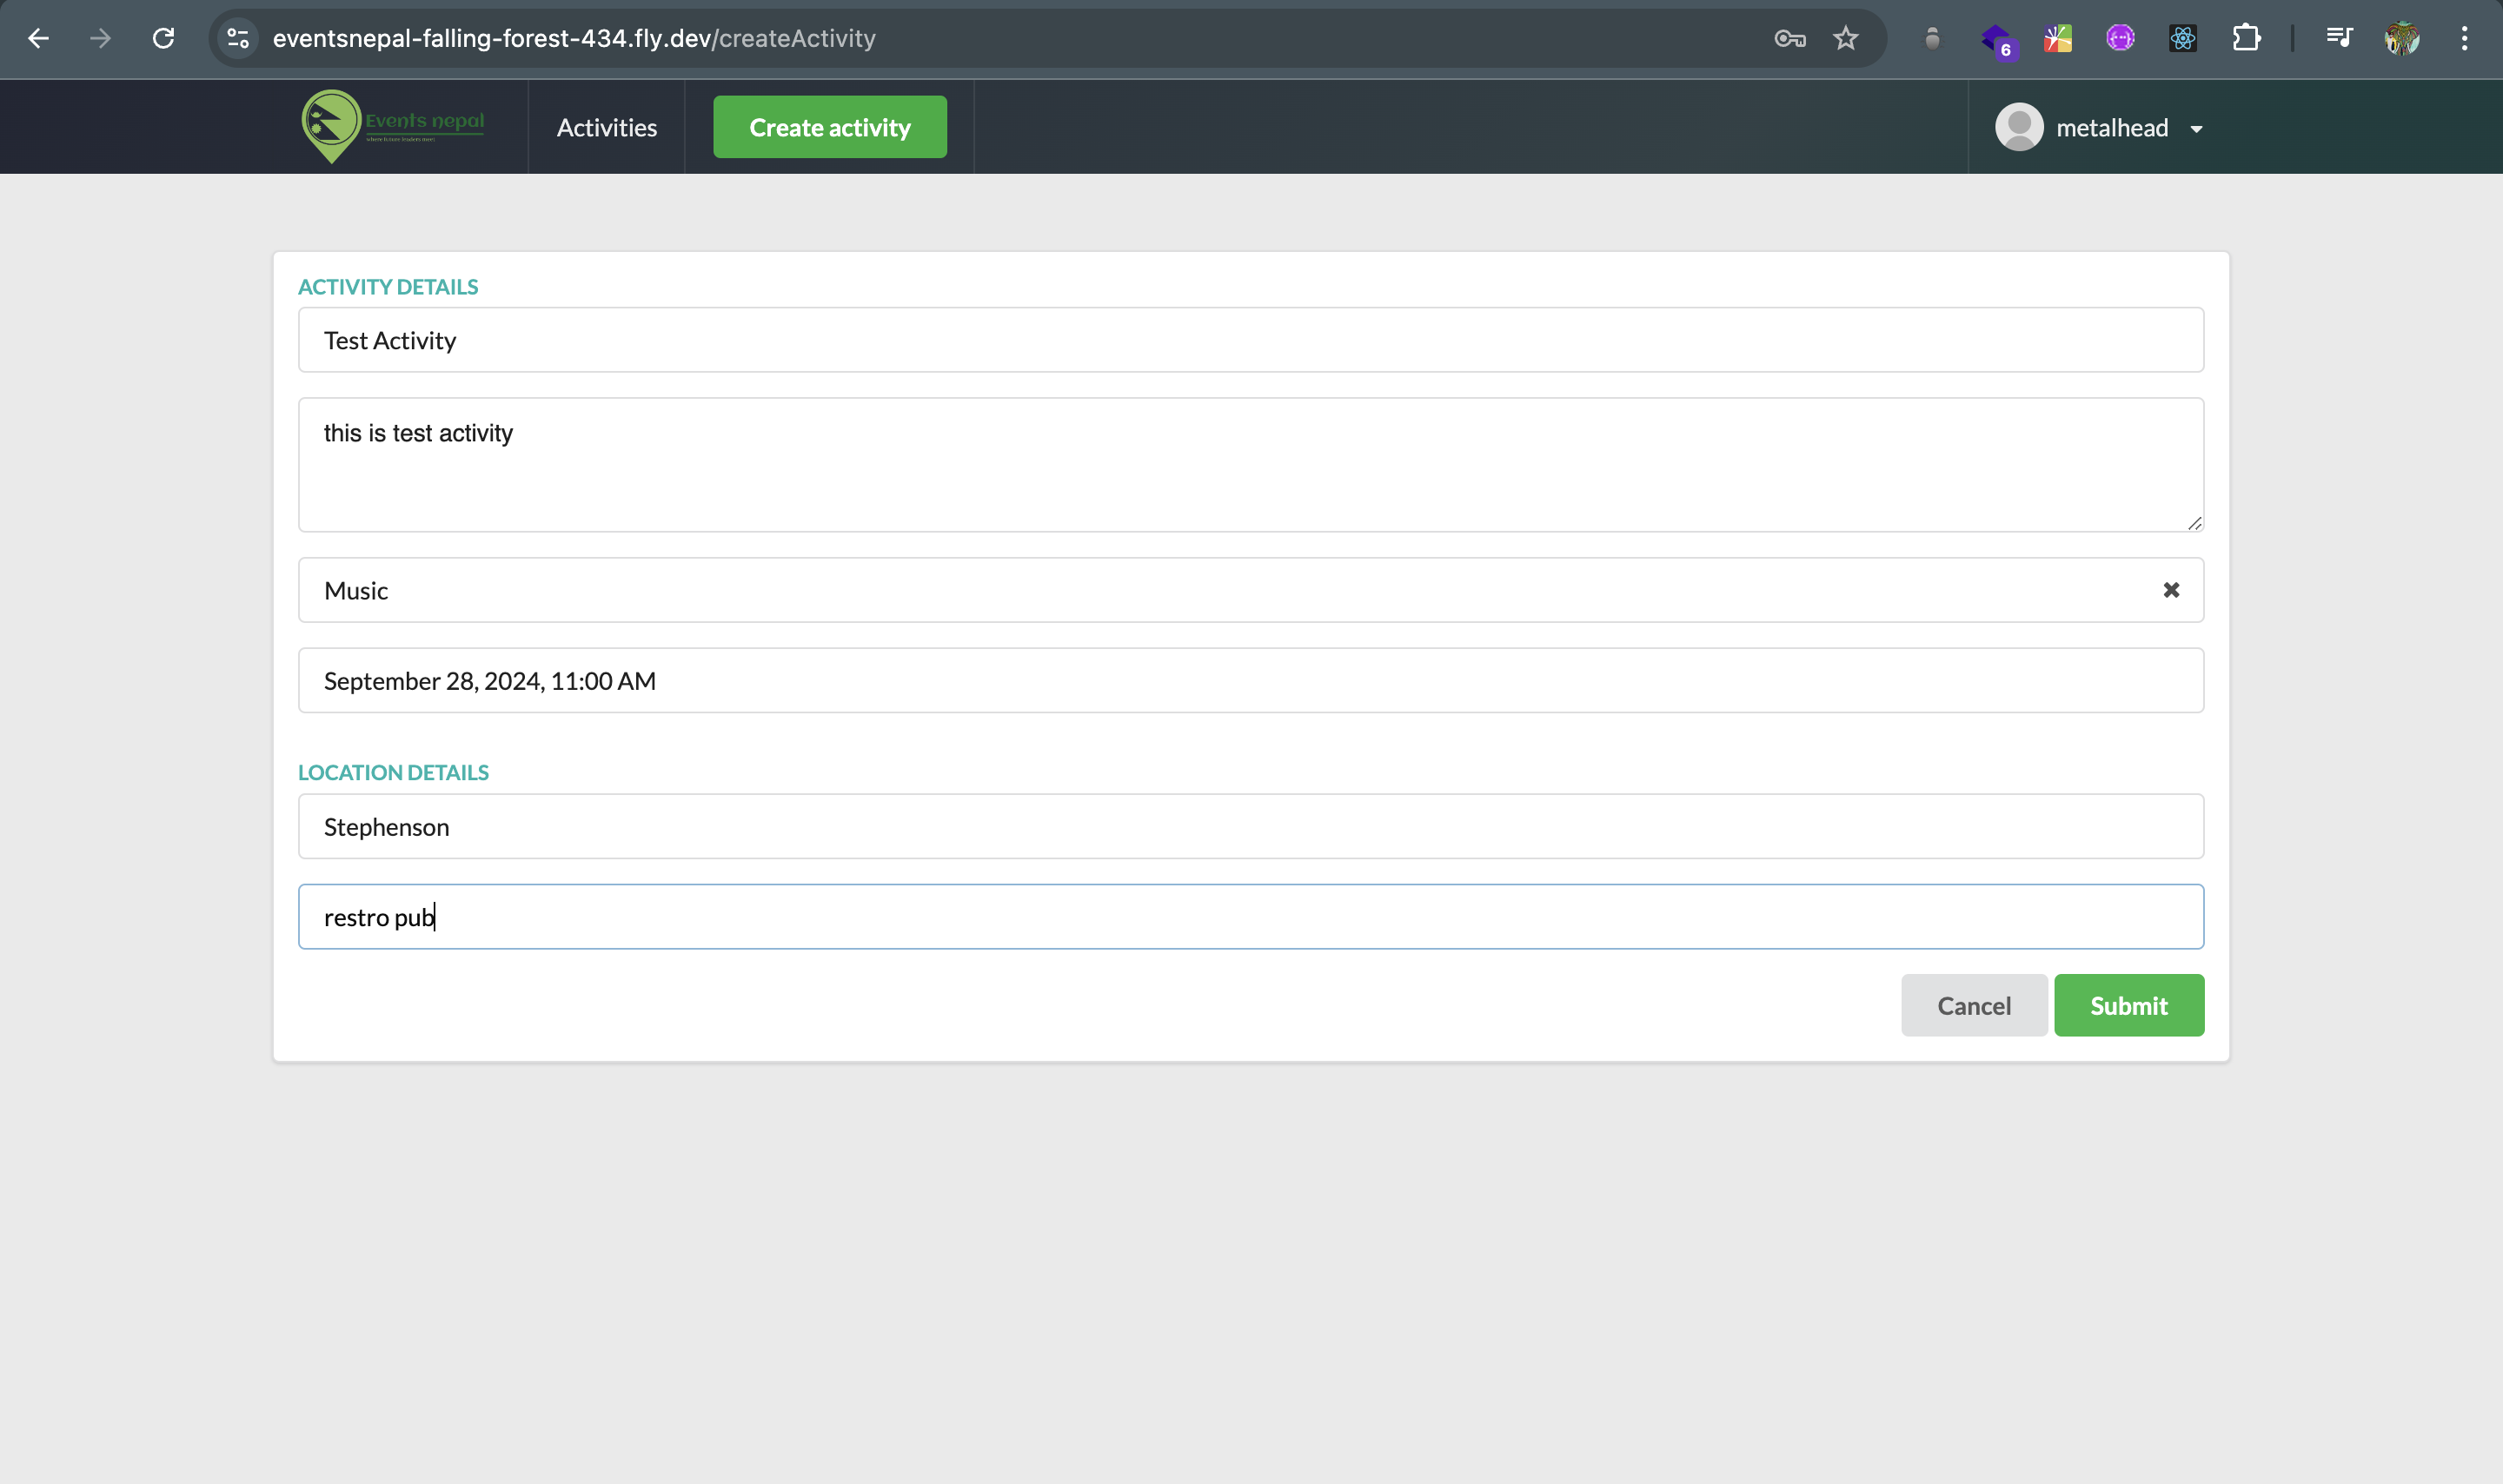 eventsnepal-falling-forest-434.fly.dev/createActivity
6
Events nepal
Activities
Create activity
metalhead
ACTIVITY DETAILS
Test Activity
this is test activity
Music
September 28, 2024, 11:00 AM
LOCATION DETAILS
Stephenson
restro pub
Cancel
Submit